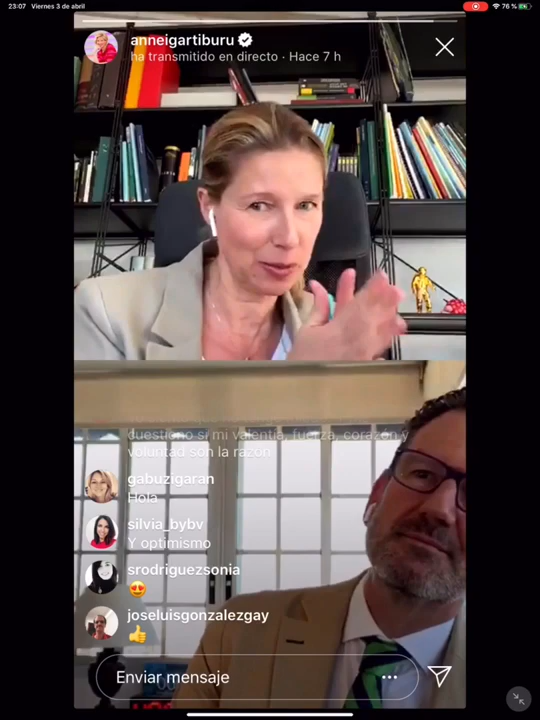 23:07 Viernes 3 de abril
76 %
anneigartiburu
ha transmitido en directo · Hace 7 h
cuestiono si mi valentía, fuerza, corazón y
voluntad son la razón
gabuzigaran
Hola
silvia_bybv
Y optimismo
srodriguezsonia
😍
joseluisgonzalezgay
👍
Enviar mensaje